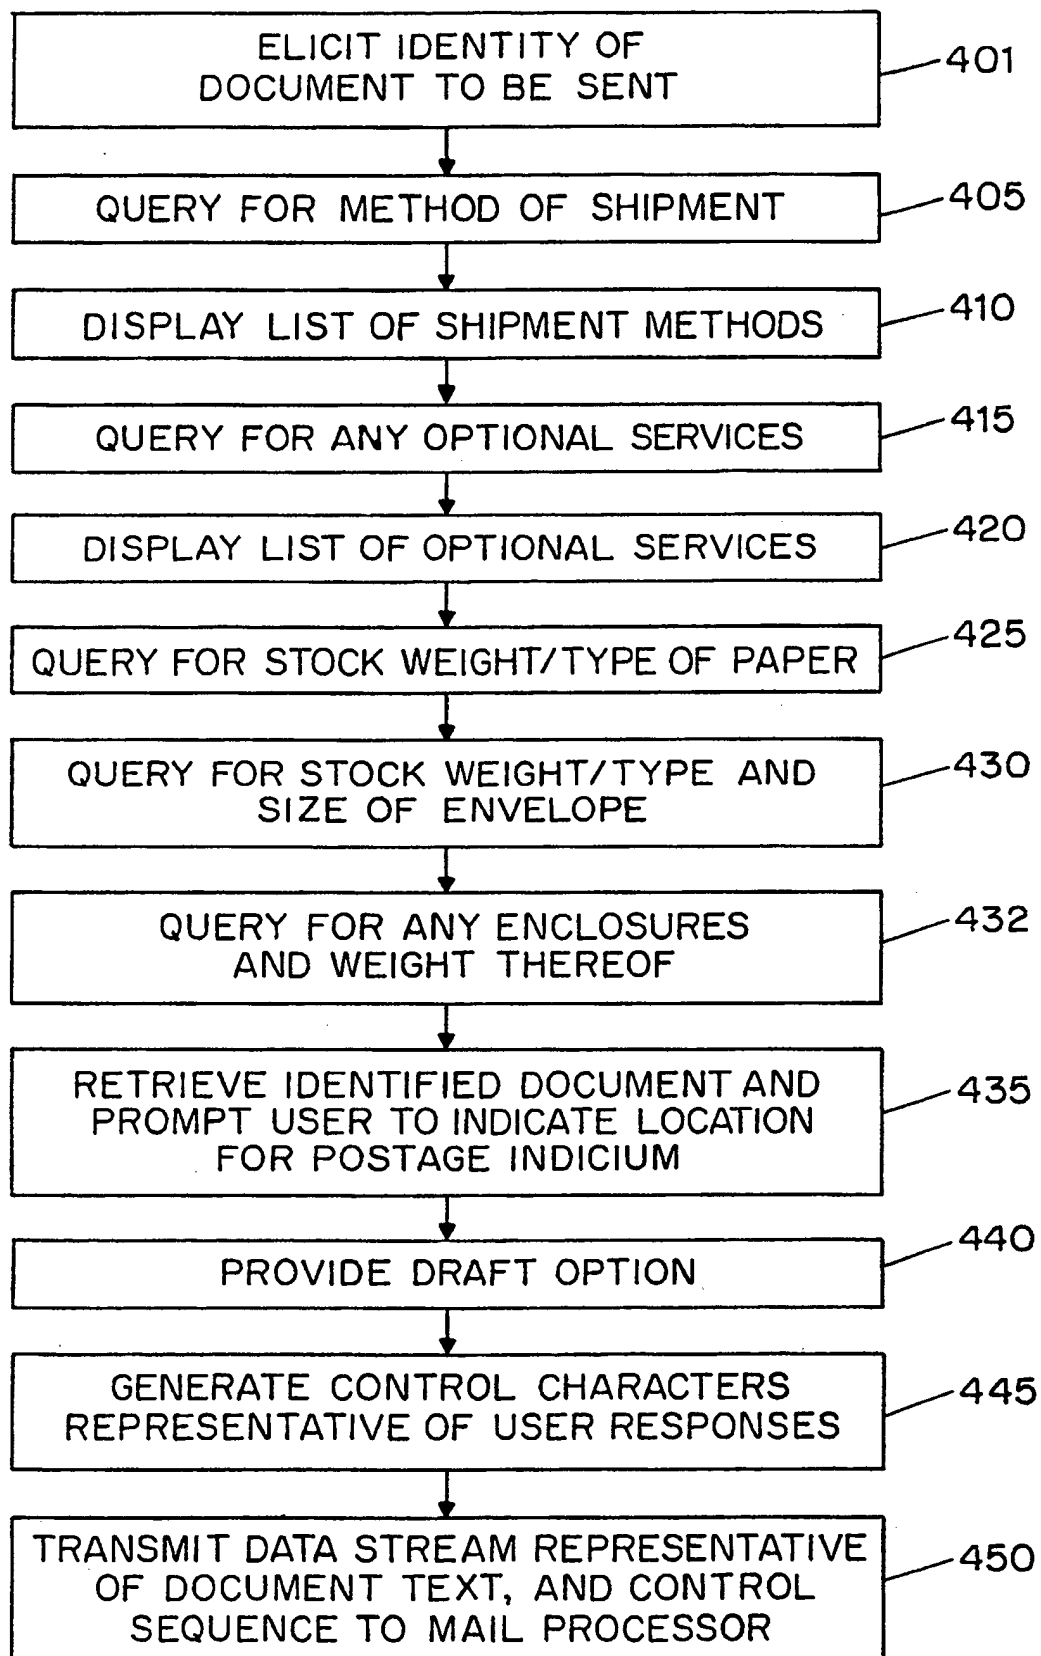 ELICIT IDENTITY OF
DOCUMENT TO BE SENT
401
QUERY FOR METHOD OF SHIPMENT
405
DISPLAY LIST OF SHIPMENT METHODS
410
QUERY FOR ANY OPTIONAL SERVICES
415
DISPLAY LIST OF OPTIONAL SERVICES
420
QUERY FOR STOCK WEIGHT/TYPE OF PAPER
425
QUERY FOR STOCK WEIGHT/TYPE AND
SIZE OF ENVELOPE
430
QUERY FOR ANY ENCLOSURES
AND WEIGHT THEREOF
432
RETRIEVE IDENTIFIED DOCUMENT AND
PROMPT USER TO INDICATE LOCATION
FOR POSTAGE INDICIUM
435
PROVIDE DRAFT OPTION
440
GENERATE CONTROL CHARACTERS
REPRESENTATIVE OF USER RESPONSES
445
TRANSMIT DATA STREAM REPRESENTATIVE
OF DOCUMENT TEXT, AND CONTROL
SEQUENCE TO MAIL PROCESSOR
450